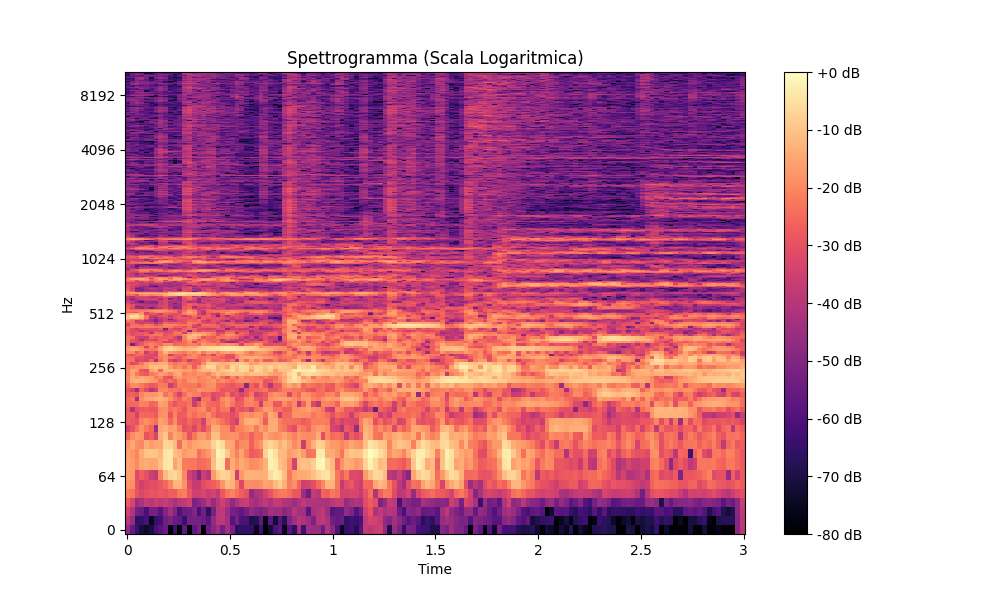 Spettrogramma (Scala Logaritmica)
8192
4096
2048
1024
512
256
128
64
0
Hz
0
0.5
1
1.5
2
2.5
3
Time
+0 dB
-10 dB
-20 dB
-30 dB
-40 dB
-50 dB
-60 dB
-70 dB
-80 dB